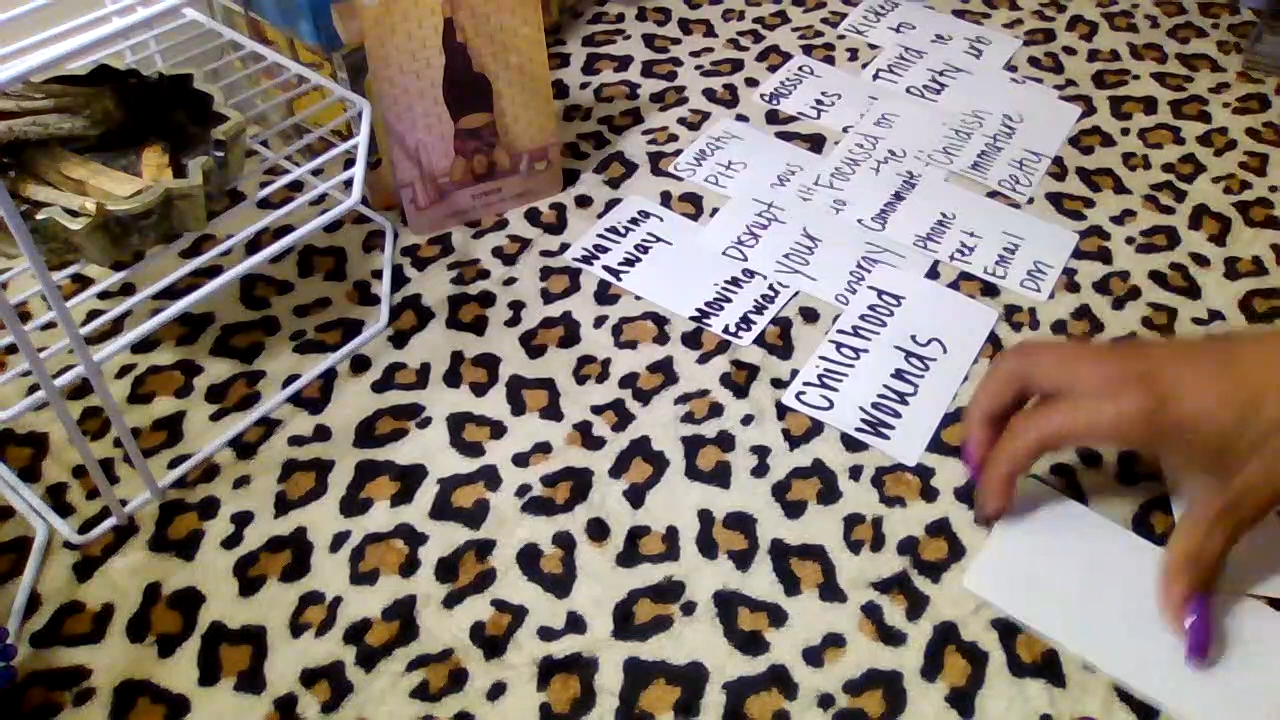 Kicked
to
Third ie
Party
Gossip
Lies
Childish
Immature
Petty
Sweaty
Pits
Focused on
the
Communicate
Phone
Text
Email
DM
Walking
Away
Disrupt
your
Moving
Forward
Childhood
Wounds